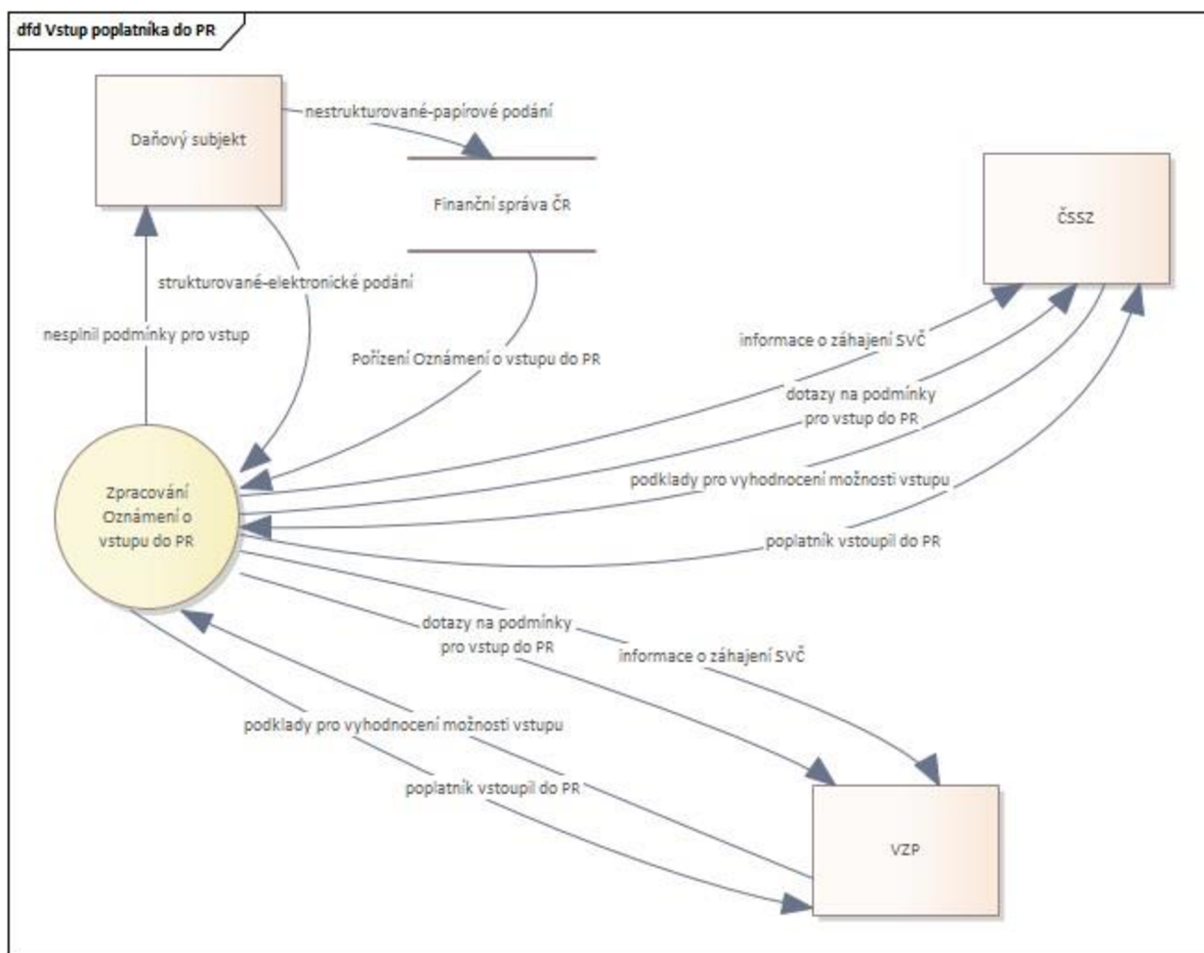 dfd Vstup poplatníka do PR
Daňový subjekt
nestrukturované-papírové podání
Finanční správa ČR
ČSSZ
strukturované-elektronické podání
nesplnil podmínky pro vstup
Pořízení Oznámení o vstupu do PR
informace o záhajení SVČ
dotazy na podmínky
pro vstup do PR
podklady pro vyhodnocení možnosti vstupu
poplatník vstoupil do PR
Zpracování
Oznámení o
vstupu do PR
dotazy na podmínky
pro vstup do PR
informace o záhajení SVČ
podklady pro vyhodnocení možnosti vstupu
poplatník vstoupil do PR
VZP